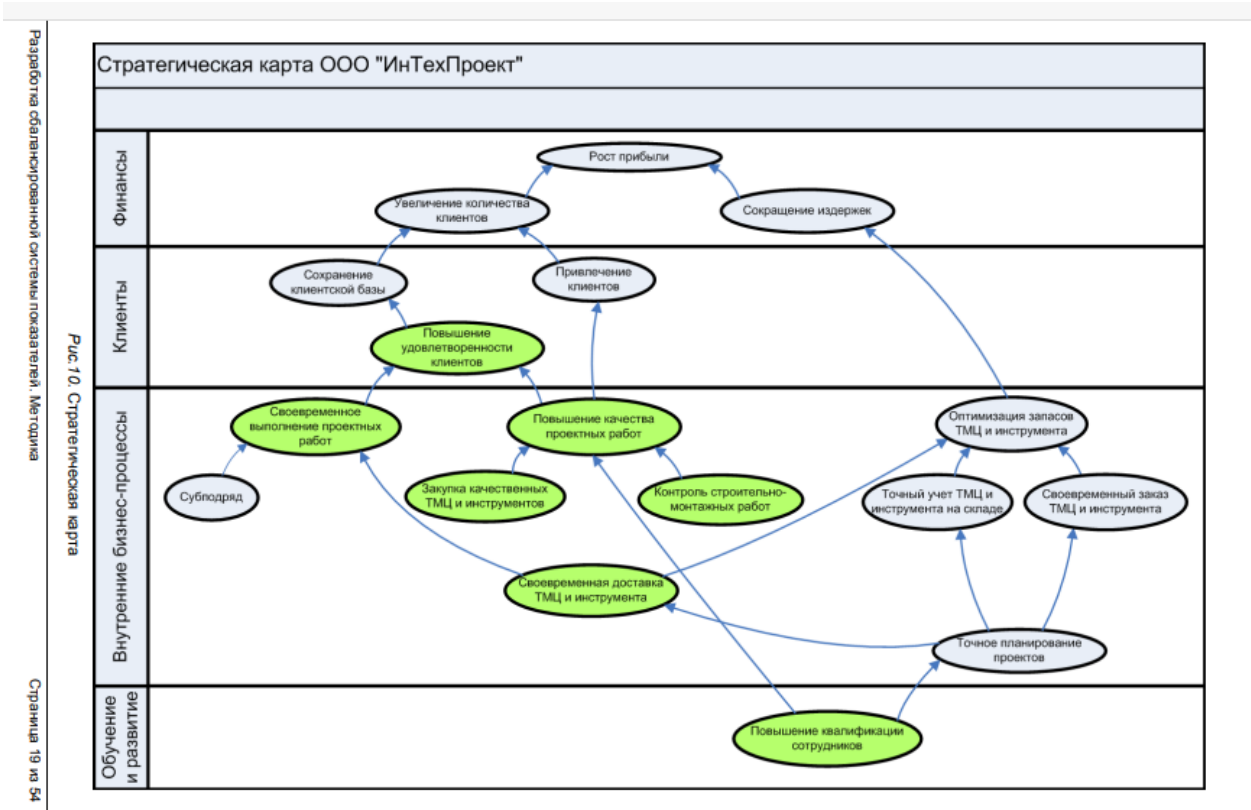 Стратегическая карта ООО "ИнТехПроект"
Финансы
Рост прибыли
Увеличение количества
клиентов
Сокращение издержек
Клиенты
Сохранение
клиентской базы
Привлечение
клиентов
Повышение
удовлетворенности
клиентов
Внутренние бизнес-процессы
Своевременное
выполнение проектных
работ
Повышение качества
проектных работ
Оптимизация запасов
ТМЦ и инструмента
Субподряд
Закупка качественных
ТМЦ и инструментов
Контроль строительно-
монтажных работ
Точный учет ТМЦ и
инструмента на складе
Своевременный заказ
ТМЦ и инструмента
Своевременная доставка
ТМЦ и инструмента
Точное планирование
проектов
Обучение
и развитие
Повышение квалификации
сотрудников
Рис.10. Стратегическая карта
Разработка сбалансированной системы показателей. Методика
Страница 19 из 54